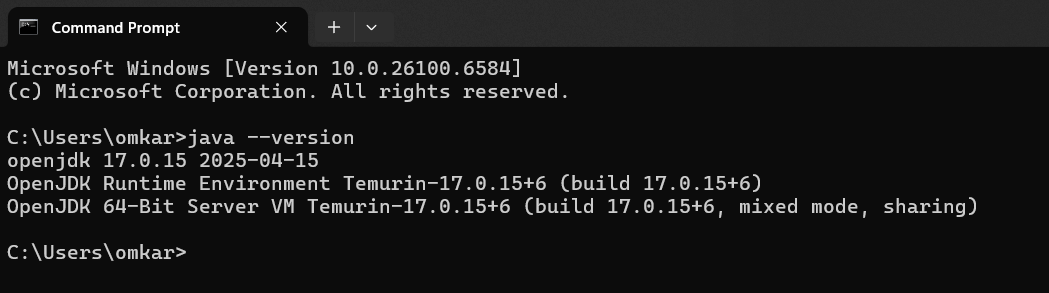 Command Prompt
Microsoft Windows [Version 10.0.26100.6584]
(c) Microsoft Corporation. All rights reserved.
C:\Users\omkar>java --version
openjdk 17.0.15 2025-04-15
OpenJDK Runtime Environment Temurin-17.0.15+6 (build 17.0.15+6)
OpenJDK 64-Bit Server VM Temurin-17.0.15+6 (build 17.0.15+6, mixed mode, sharing)
C:\Users\omkar>